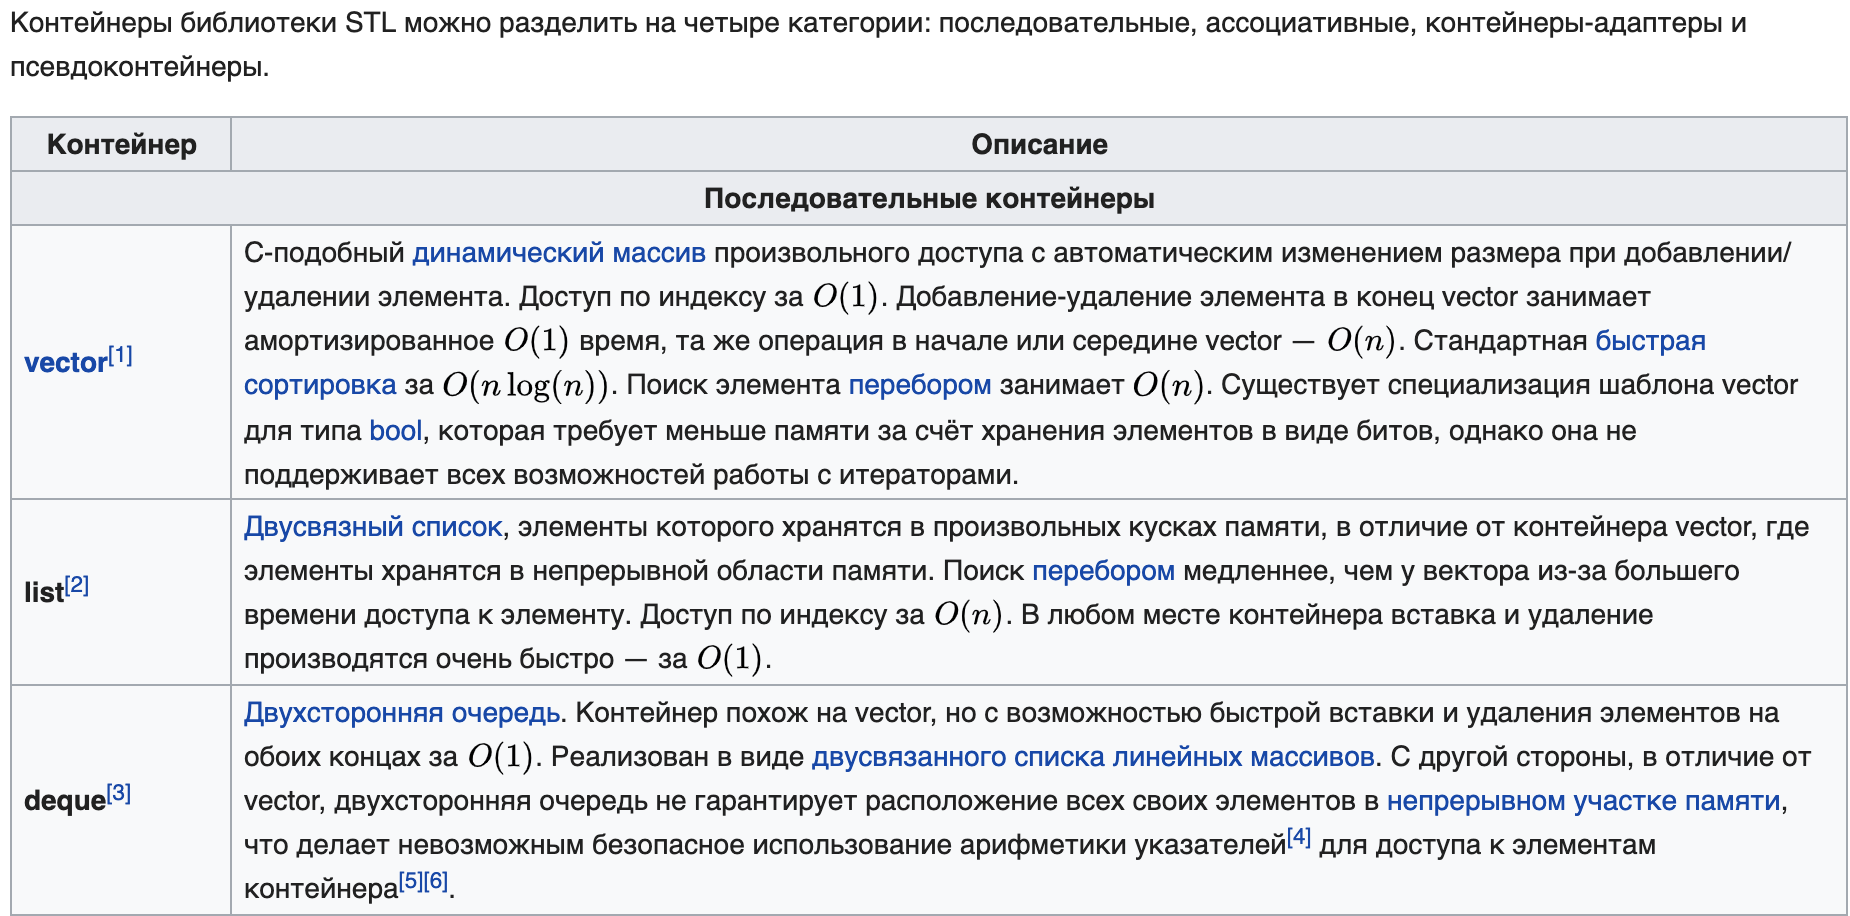 Контейнеры библиотеки STL можно разделить на четыре категории: последовательные, ассоциативные, контейнеры-адаптеры и
псевдоконтейнеры.
Контейнер
Описание
Последовательные контейнеры
vector[1]
С-подобный динамический массив произвольного доступа с автоматическим изменением размера при добавлении/
удалении элемента. Доступ по индексу за O(1). Добавление-удаление элемента в конец vector занимает
амортизированное O(1) время, та же операция в начале или середине vector — O(n). Стандартная быстрая
сортировка за O(n log(n)). Поиск элемента перебором занимает O(n). Существует специализация шаблона vector
для типа bool, которая требует меньше памяти за счёт хранения элементов в виде битов, однако она не
поддерживает всех возможностей работы с итераторами.
list[2]
Двусвязный список, элементы которого хранятся в произвольных кусках памяти, в отличие от контейнера vector, где
элементы хранятся в непрерывной области памяти. Поиск перебором медленнее, чем у вектора из-за большего
времени доступа к элементу. Доступ по индексу за O(n). В любом месте контейнера вставка и удаление
производятся очень быстро — за O(1).
deque[3]
Двухсторонняя очередь. Контейнер похож на vector, но с возможностью быстрой вставки и удаления элементов на
обоих концах за O(1). Реализован в виде двусвязанного списка линейных массивов. С другой стороны, в отличие от
vector, двухсторонняя очередь не гарантирует расположение всех своих элементов в непрерывном участке памяти,
что делает невозможным безопасное использование арифметики указателей[4] для доступа к элементам
контейнера[5][6].